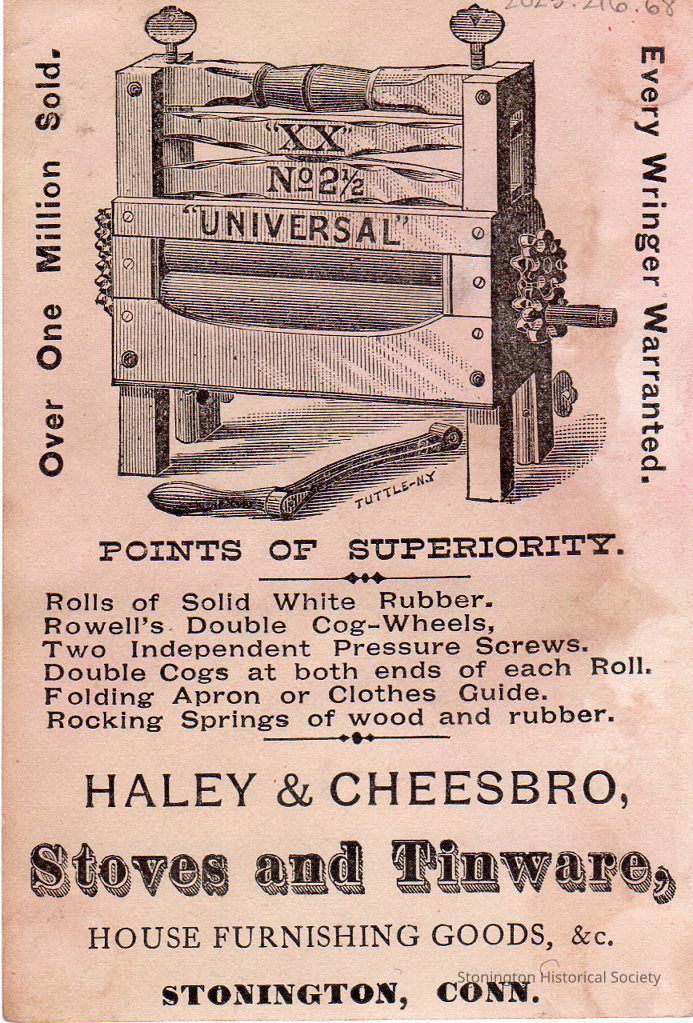 2025.216.68
Over One Million Sold.
Every Wringer Warranted.
"XX"
No 2½
"UNIVERSAL"
TUTTLE-N.Y
POINTS OF SUPERIORITY.
Rolls of Solid White Rubber.
Rowell's Double Cog-Wheels,
Two Independent Pressure Screws.
Double Cogs at both ends of each Roll.
Folding Apron or Clothes Guide.
Rocking Springs of wood and rubber.
HALEY & CHEESBRO,
Stoves and Tinware,
HOUSE FURNISHING GOODS, &c.
Stonington Historical Society
STONINGTON, CONN.